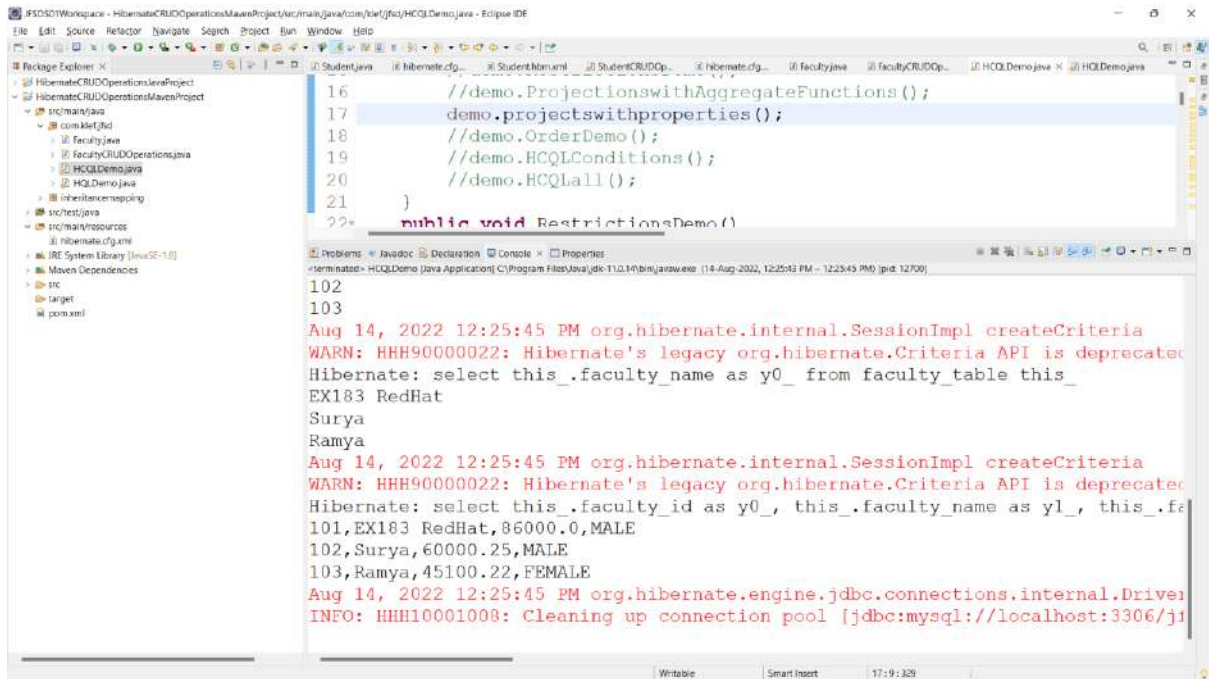 JFSDSD1Workspace - HibernateCRUDOperationsMavenProject/src/main/java/com/klef/jfsd/HCQLDemo.java - Eclipse IDE
File Edit Source Refactor Navigate Search Project Run Window Help
Package Explorer
Student.java hibernate.cfg... Student.hbm.xml StudentCRUDOp... hibernate.cfg... Faculty.java FacultyCRUDOp... HCQLDemo.java HQLDemo.java
HibernateCRUDOperationsJavaProject
HibernateCRUDOperationsMavenProject
src/main/java
com.klef.jfsd
Faculty.java
FacultyCRUDOperations.java
HCQLDemo.java
HQLDemo.java
inheritancemapping
src/test/java
src/main/resources
hibernate.cfg.xml
JRE System Library [JavaSE-1.8]
Maven Dependencies
src
target
pom.xml
16 //demo.ProjectionswithAggregateFunctions();
17 demo.projectswithproperties();
18 //demo.OrderDemo();
19 //demo.HCQLConditions();
20 //demo.HCQLall();
21 }
22 public void RestrictionsDemo()
Problems Javadoc Declaration Console Properties
<terminated> HCQLDemo [Java Application] C:\Program Files\Java\jdk-11.0.14\bin\javaw.exe (14-Aug-2022, 12:25:43 PM – 12:25:45 PM) [pid: 12700]
102
103
Aug 14, 2022 12:25:45 PM org.hibernate.internal.SessionImpl createCriteria
WARN: HHH90000022: Hibernate's legacy org.hibernate.Criteria API is deprecated
Hibernate: select this_.faculty_name as y0_ from faculty_table this_
EX183 RedHat
Surya
Ramya
Aug 14, 2022 12:25:45 PM org.hibernate.internal.SessionImpl createCriteria
WARN: HHH90000022: Hibernate's legacy org.hibernate.Criteria API is deprecated
Hibernate: select this_.faculty_id as y0_, this_.faculty_name as y1_, this_.fa
101,EX183 RedHat,86000.0,MALE
102,Surya,60000.25,MALE
103,Ramya,45100.22,FEMALE
Aug 14, 2022 12:25:45 PM org.hibernate.engine.jdbc.connections.internal.Driver
INFO: HHH10001008: Cleaning up connection pool [jdbc:mysql://localhost:3306/jf
Writable Smart Insert 17 : 9 : 329